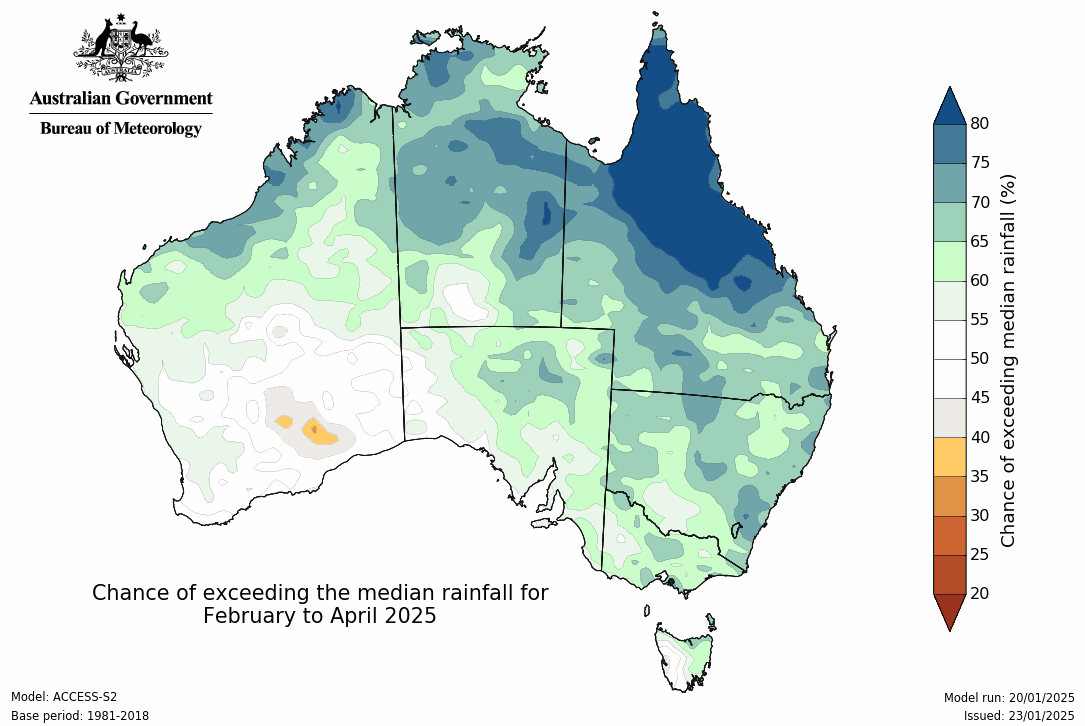 Australian Government
Bureau of Meteorology
80
75
70
65
60
55
50
45
40
35
30
25
20
Chance of exceeding median rainfall (%)
Chance of exceeding the median rainfall for
February to April 2025
Model: ACCESS-S2
Base period: 1981-2018
Model run: 20/01/2025
Issued: 23/01/2025